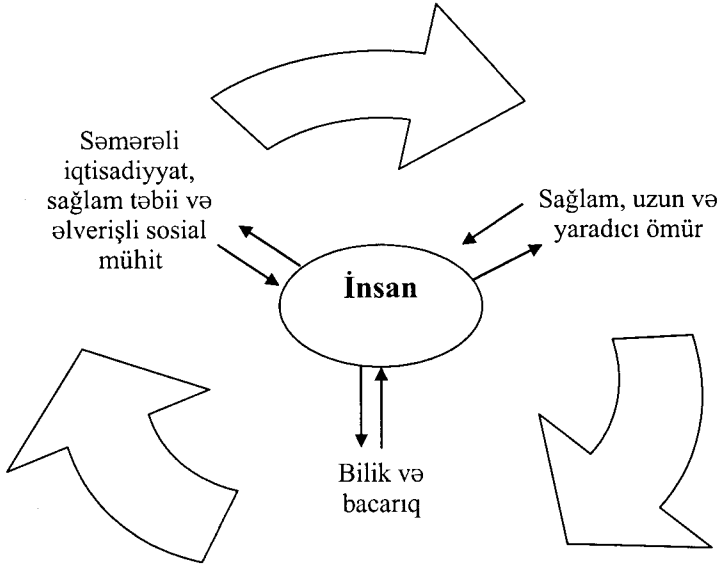 Səmərəli
iqtisadiyyat,
sağlam təbii və
əlverişli sosial
mühit
Sağlam, uzun və
yaradıcı ömür
İnsan
Bilik və
bacarıq